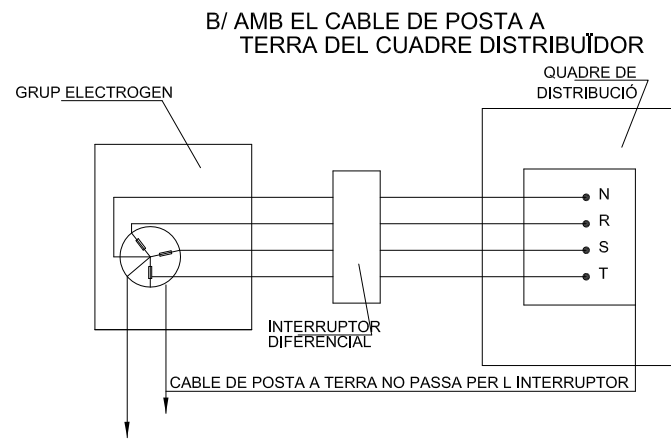 B/ AMB EL CABLE DE POSTA A
TERRA DEL CUADRE DISTRIBUÏDOR
QUADRE DE
DISTRIBUCIÓ
GRUP ELECTROGEN
N
R
S
T
INTERRUPTOR
DIFERENCIAL
CABLE DE POSTA A TERRA NO PASSA PER L INTERRUPTOR